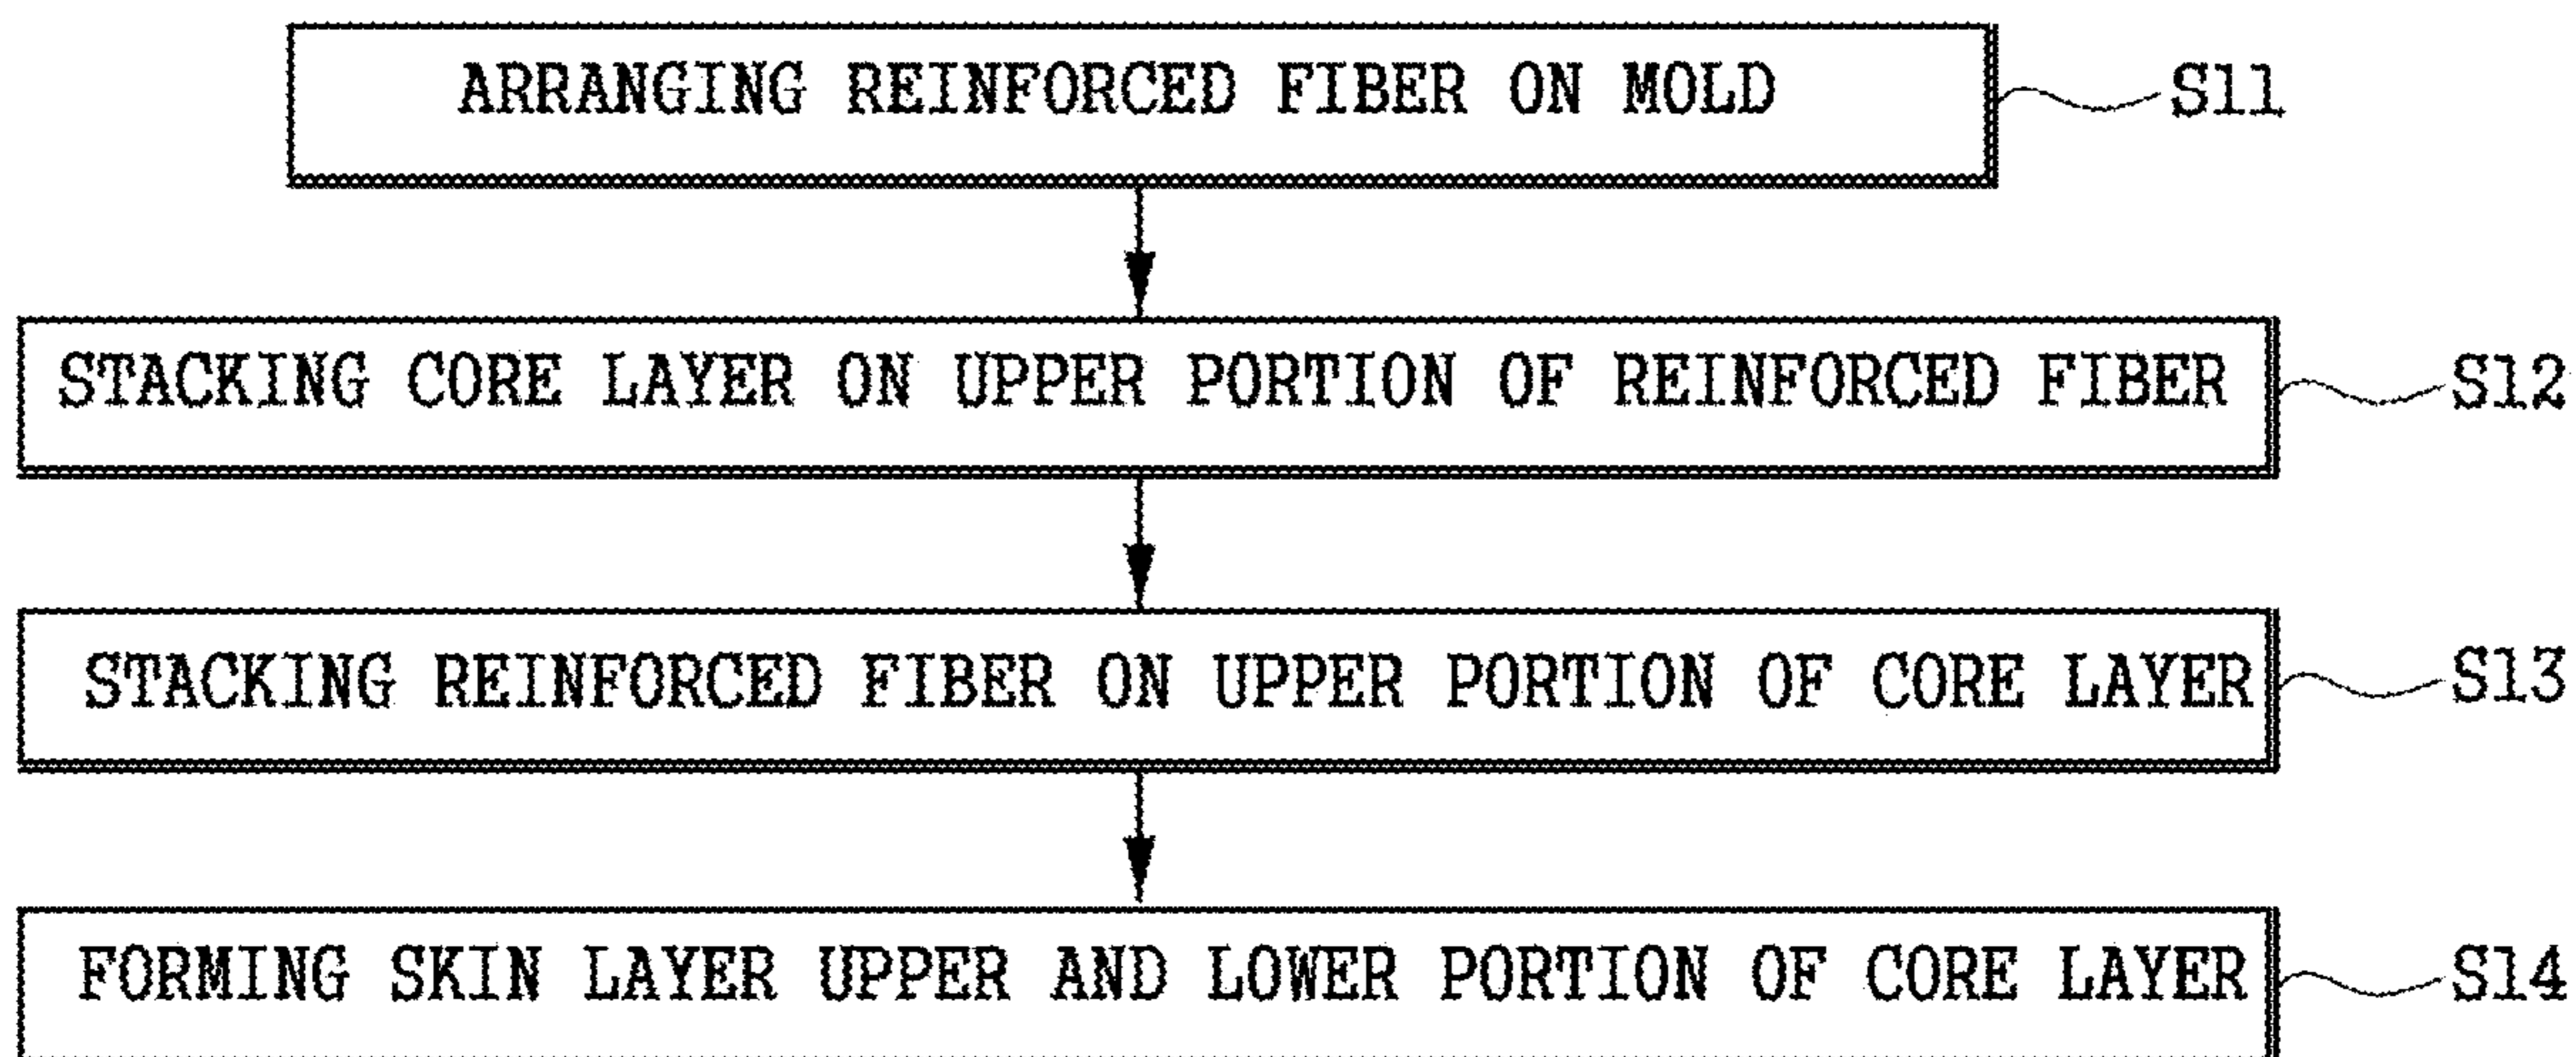 ARRANGING REINFORCED FIBER ON MOLD S11
STACKING CORE LAYER ON UPPER PORTION OF REINFORCED FIBER S12
STACKING REINFORCED FIBER ON UPPER PORTION OF CORE LAYER S13
FORMING SKIN LAYER UPPER AND LOWER PORTION OF CORE LAYER S14